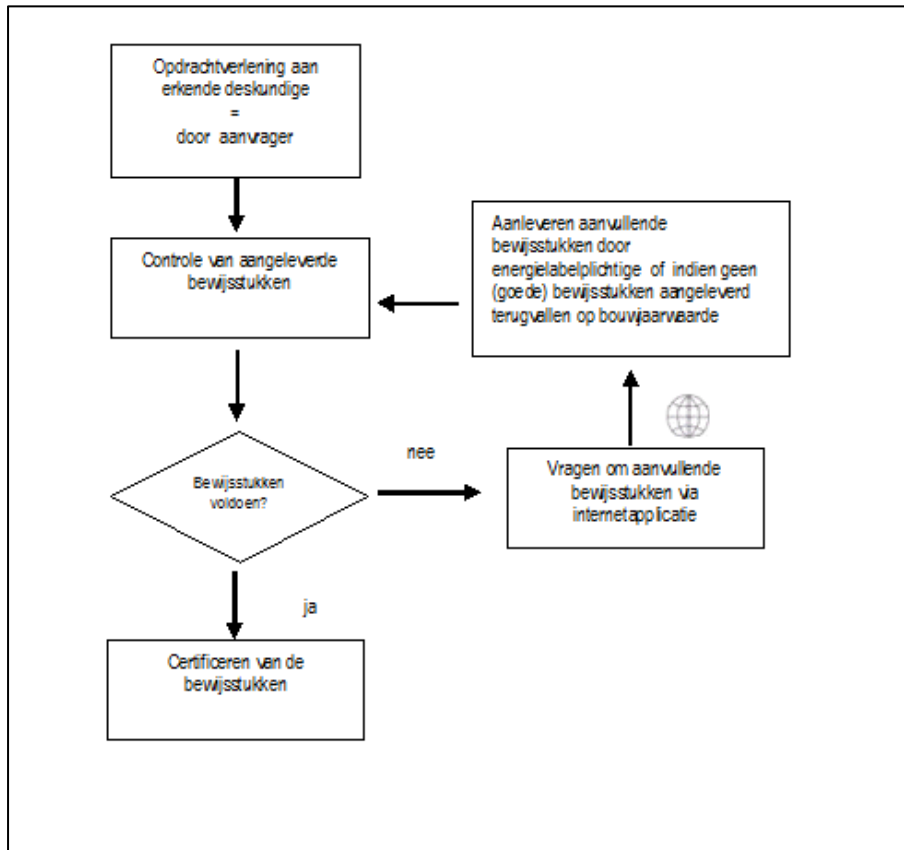 Opdrachtverlening aan
erkende deskundige
=
door aanvrager
Controle van aangeleverde
bewijsstukken
Aanleveren aanvullende
bewijsstukken door
energielabelplichtige of indien geen
(goede) bewijsstukken aangeleverd
terugvallen op bouwjaarwaarde
Bewijsstukken
voldoen?
nee
Vragen om aanvullende
bewijsstukken via
internetapplicatie
ja
Certificeren van de
bewijsstukken